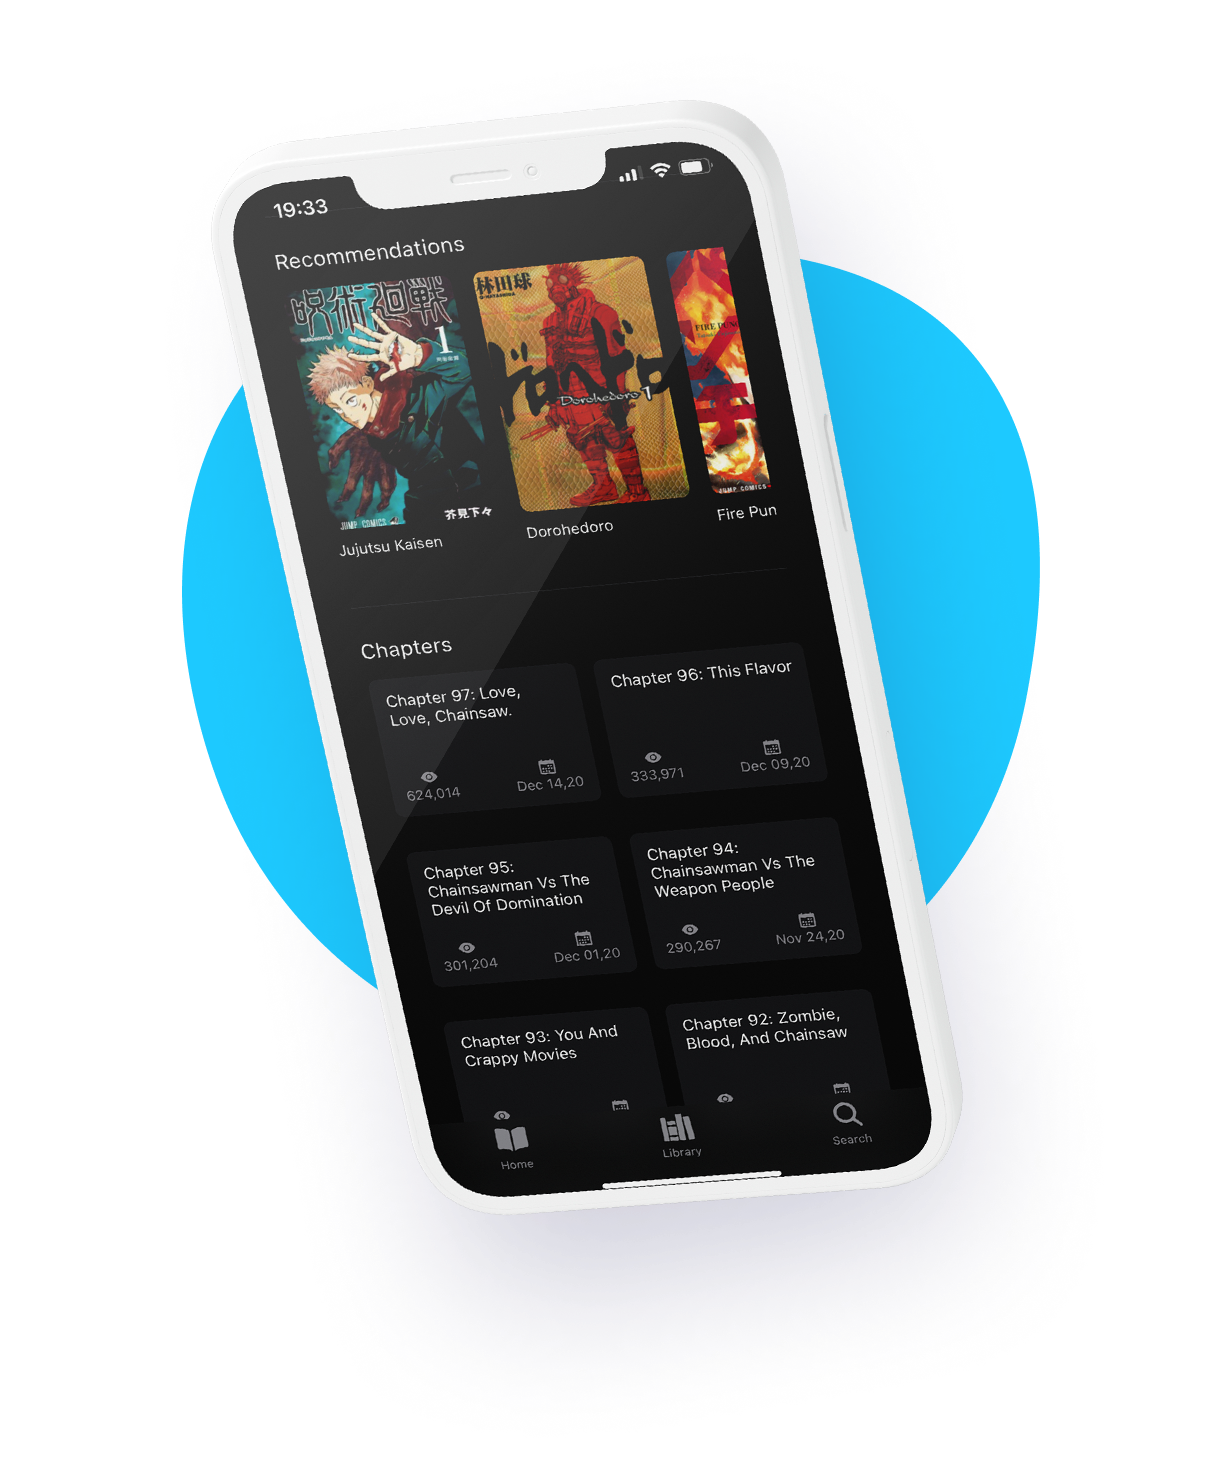 19:33
Recommendations
呪術廻戦
1
芥見下々
JUMP COMICS
Jujutsu Kaisen
林田球
Q・HAYASHIDA
ドロヘドロ
Dorohedoro 1
Dorohedoro
FIRE PUN
JUMP COMICS
Fire Pun
Chapters
Chapter 97: Love,
Love, Chainsaw.
624,014
Dec 14,20
Chapter 96: This Flavor
333,971
Dec 09,20
Chapter 95:
Chainsawman Vs The
Devil Of Domination
301,204
Dec 01,20
Chapter 94:
Chainsawman Vs The
Weapon People
290,267
Nov 24,20
Chapter 93: You And
Crappy Movies
Chapter 92: Zombie,
Blood, And Chainsaw
Home
Library
Search